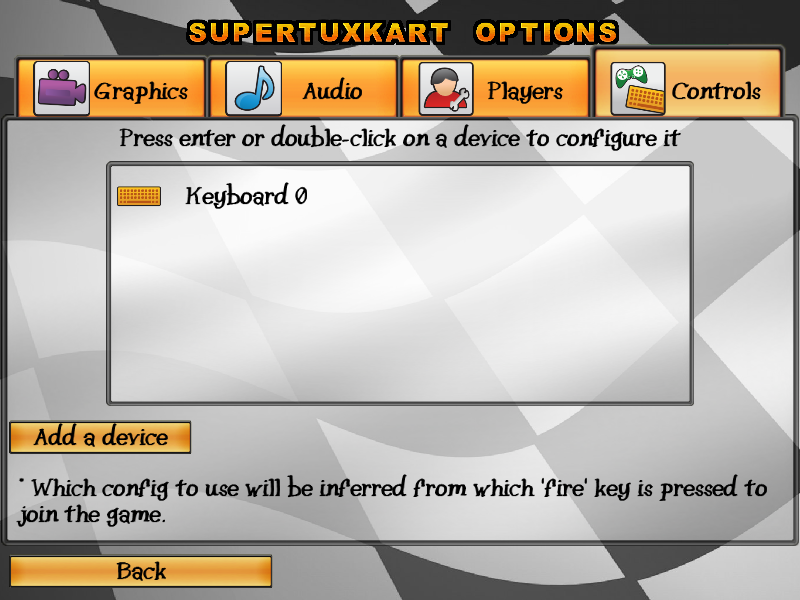 SUPERTUXKART OPTIONS
Graphics
Audio
Players
Controls
Press enter or double-click on a device to configure it
Keyboard 0
Add a device
* Which config to use will be inferred from which 'fire' key is pressed to
join the game.
Back